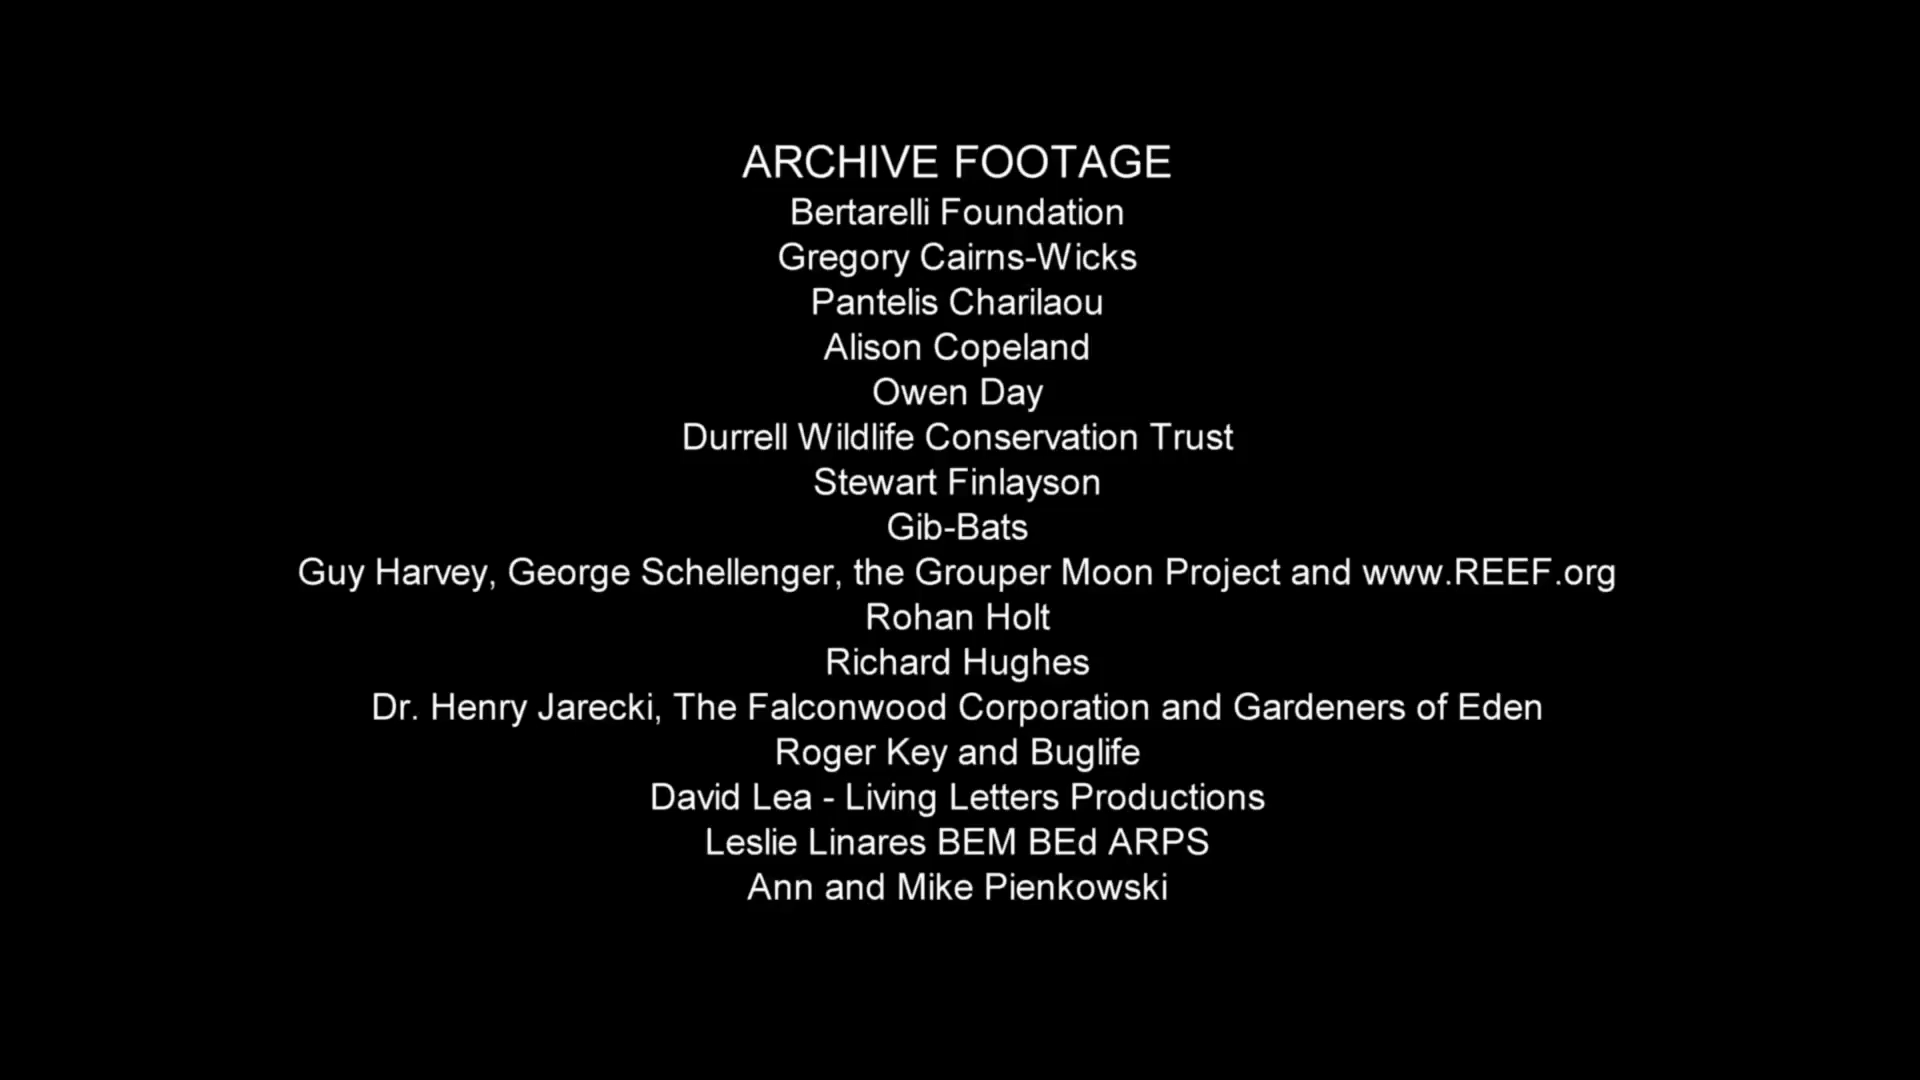 ARCHIVE FOOTAGE
Bertarelli Foundation
Gregory Cairns-Wicks
Pantelis Charilaou
Alison Copeland
Owen Day
Durrell Wildlife Conservation Trust
Stewart Finlayson
Gib-Bats
Guy Harvey, George Schellenger, the Grouper Moon Project and www.REEF.org
Rohan Holt
Richard Hughes
Dr. Henry Jarecki, The Falconwood Corporation and Gardeners of Eden
Roger Key and Buglife
David Lea - Living Letters Productions
Leslie Linares BEM BEd ARPS
Ann and Mike Pienkowski